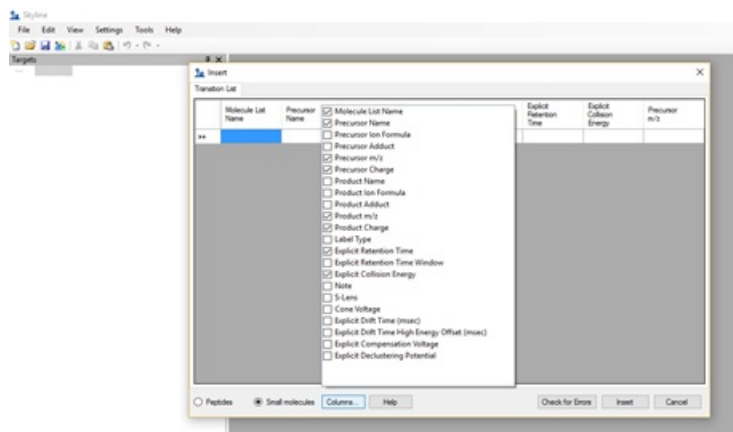 Skyline
File Edit View Settings Tools Help
Targets
Insert
Transition List
Molecule List Name
Precursor Name
Explicit Retention Time
Explicit Collision Energy
Precursor m/z
Molecule List Name
Precursor Name
Precursor Ion Formula
Precursor Adduct
Precursor m/z
Precursor Charge
Product Name
Product Ion Formula
Product Adduct
Product m/z
Product Charge
Label Type
Explicit Retention Time
Explicit Retention Time Window
Explicit Collision Energy
Note
S-Lens
Cone Voltage
Explicit Drift Time (msec)
Explicit Drift Time High Energy Offset (msec)
Explicit Compensation Voltage
Explicit Declustering Potential
Peptides Small molecules Columns... Help Check for Errors Insert Cancel